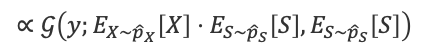 ∝ 𝒢(y; E_{X∼p̂_X}[X] · E_{S∼p̂_S}[S], E_{S∼p̂_S}[S])